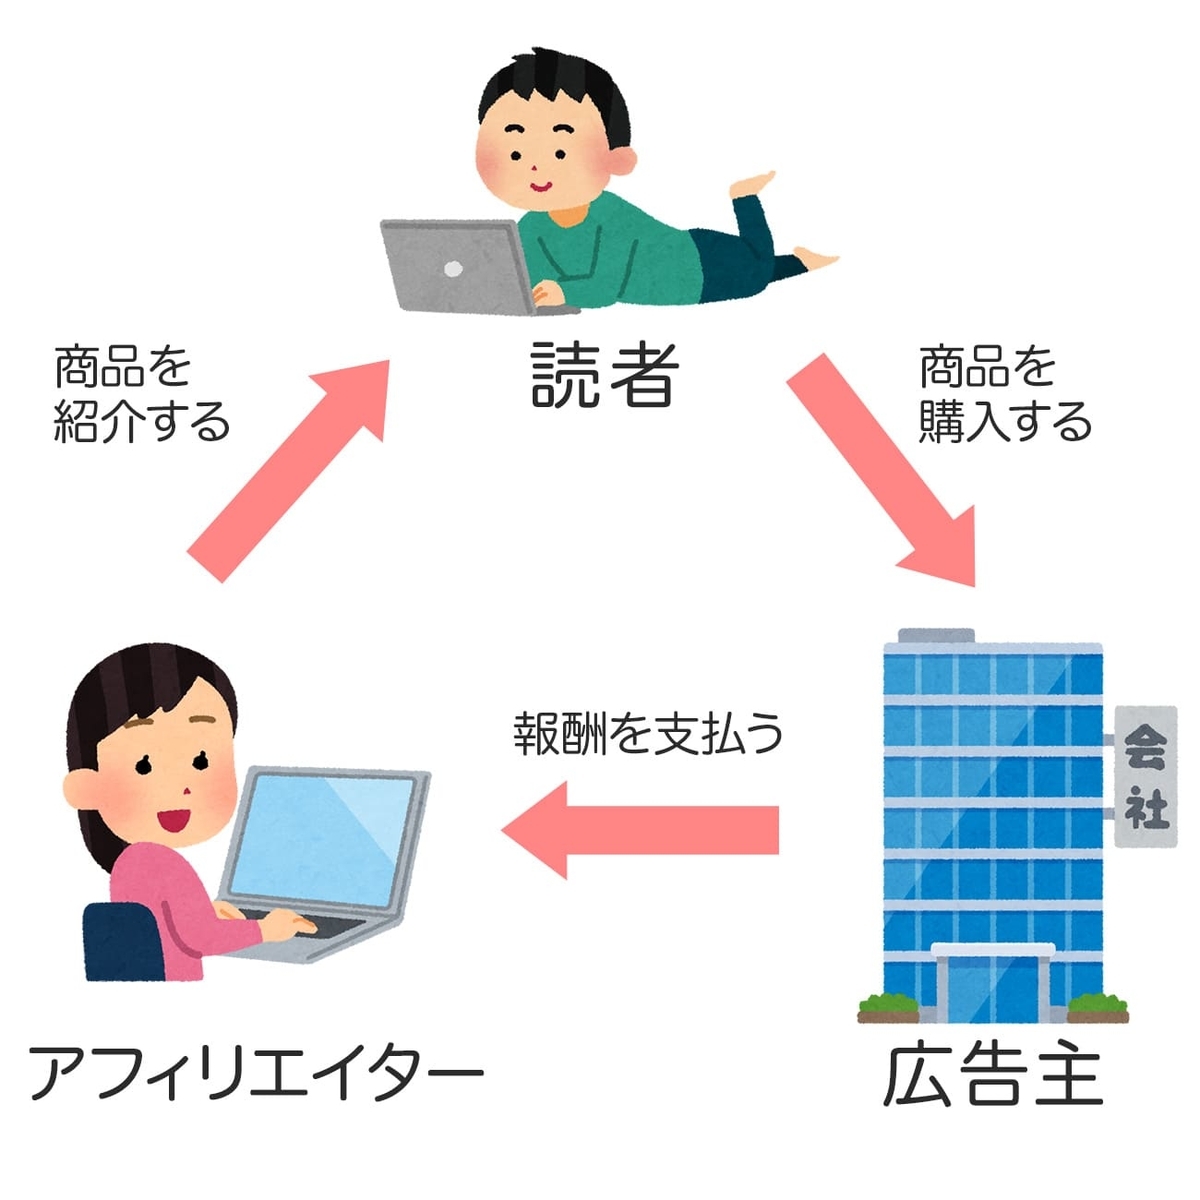 読者
商品を
紹介する
商品を
購入する
報酬を支払う
会
社
アフィリエイター
広告主